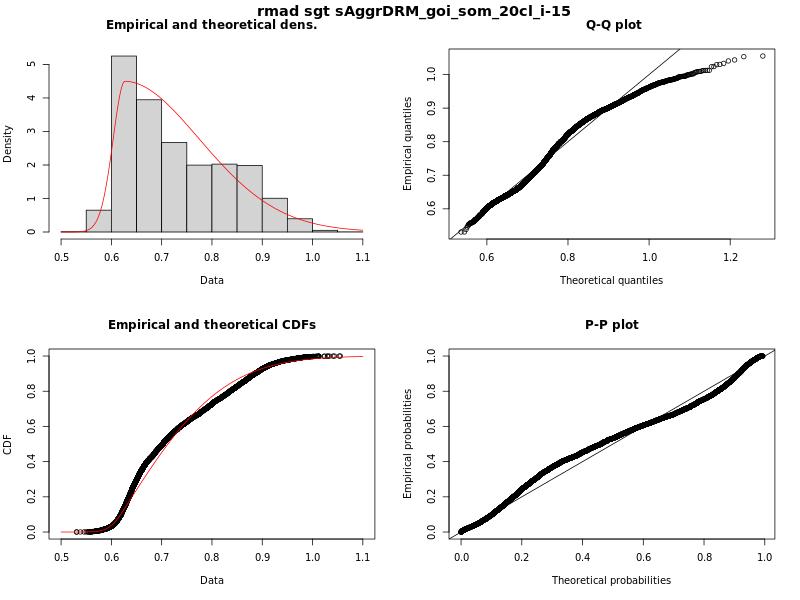 rmad sgt sAggrDRM_goi_som_20cl_i-15
Empirical and theoretical dens.
Density
0 1 2 3 4 5
0.5 0.6 0.7 0.8 0.9 1.0 1.1
Data
Q-Q plot
Empirical quantiles
0.6 0.7 0.8 0.9 1.0
0.6 0.8 1.0 1.2
Theoretical quantiles
Empirical and theoretical CDFs
CDF
0.0 0.2 0.4 0.6 0.8 1.0
0.5 0.6 0.7 0.8 0.9 1.0 1.1
Data
P-P plot
Empirical probabilities
0.0 0.2 0.4 0.6 0.8 1.0
0.0 0.2 0.4 0.6 0.8 1.0
Theoretical probabilities